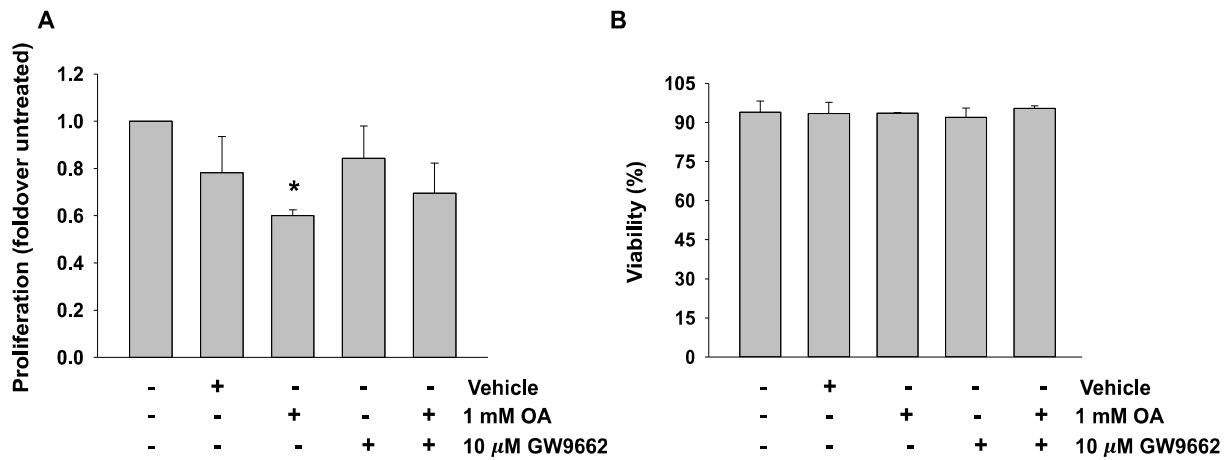 A
Proliferation (foldover untreated)
1.2
1.0
0.8
0.6
0.4
0.2
0.0
*
- + - - - Vehicle
- - + - + 1 mM OA
- - - + + 10 μM GW9662
B
Viability (%)
105
90
75
60
45
30
15
0
- + - - - Vehicle
- - + - + 1 mM OA
- - - + + 10 μM GW9662